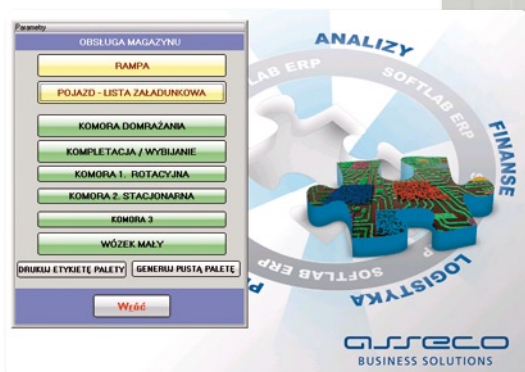 Parametry
OBSŁUGA MAGAZYNU
RAMPA
POJAZD - LISTA ZAŁADUNKOWA
KOMORA DOMRAŻANIA
KOMPLETACJA / WYBIJANIE
KOMORA 1. ROTACYJNA
KOMORA 2. STACJONARNA
KOMORA 3
WÓZEK MAŁY
DRUKUJ ETYKIETĘ PALETY
GENERUJ PUSTĄ PALETĘ
Wróć
ANALIZY
SOFTLAB ERP
FINANSE
LOGISTYKA
SOFTLAB ERP
asseco
BUSINESS SOLUTIONS